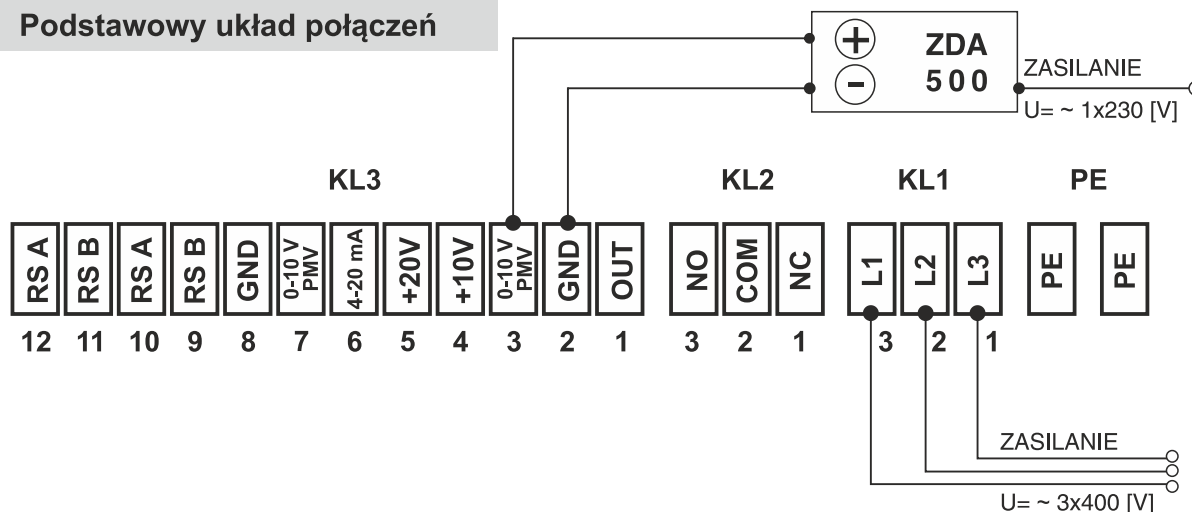 Podstawowy układ połączeń
+ ZDA
- 500
ZASILANIE
U= ~ 1x230 [V]
KL3 KL2 KL1 PE
RS A RS B RS A RS B GND 0-10 V PMV 4-20 mA +20V +10V 0-10 V PMV GND OUT NO COM NC L1 L2 L3 PE PE
12 11 10 9 8 7 6 5 4 3 2 1 3 2 1 3 2 1
ZASILANIE
U= ~ 3x400 [V]